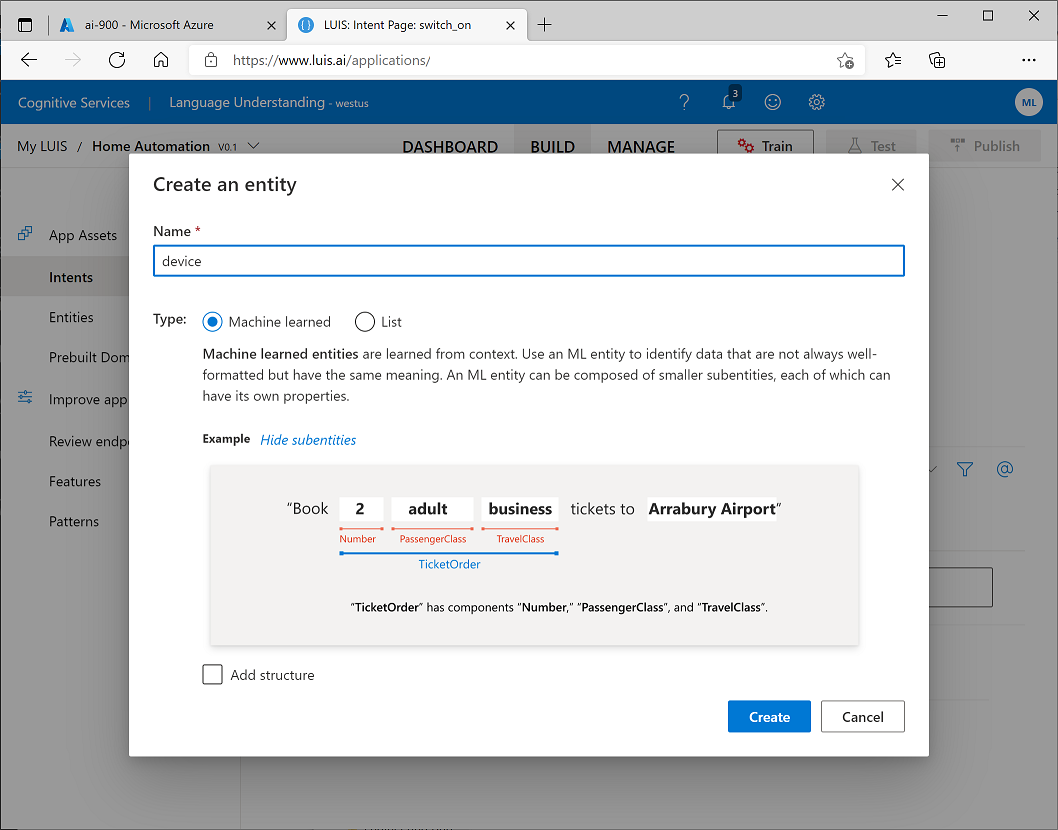 ai-900 - Microsoft Azure
LUIS: Intent Page: switch_on
https://www.luis.ai/applications/
Cognitive Services | Language Understanding - westus
? 3 ML
My LUIS / Home Automation V0.1 DASHBOARD BUILD MANAGE Train Test Publish
App Assets
Intents
Entities
Prebuilt Dom
Improve app
Review endpo
Features
Patterns
Create an entity
Name *
device
Type: Machine learned List
Machine learned entities are learned from context. Use an ML entity to identify data that are not always well-
formatted but have the same meaning. An ML entity can be composed of smaller subentities, each of which can
have its own properties.
Example Hide subentities
“Book 2 adult business tickets to Arrabury Airport”
Number PassengerClass TravelClass
TicketOrder
“TicketOrder” has components “Number,” “PassengerClass”, and “TravelClass”.
Add structure
Create Cancel